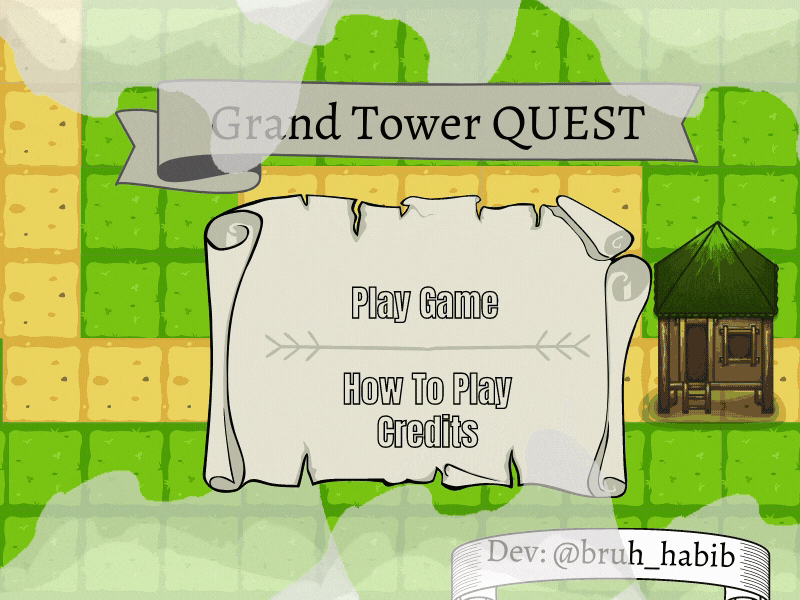 Grand Tower QUEST
Play Game
How To Play
Credits
Dev: @bruh_habib